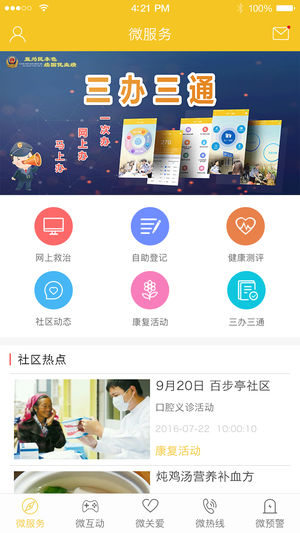 4:21 PM
57%
微服务
三办三通
一次办
网上办
马上办
网上救治
自助登记
健康测评
社区动态
康复活动
三办三通
社区热点
9月20日 百步亭社区
口腔义诊活动
2016-07-22 10:00:10
康复活动
炖鸡汤营养补血方
微服务
微互动
微关爱
微热线
微预警